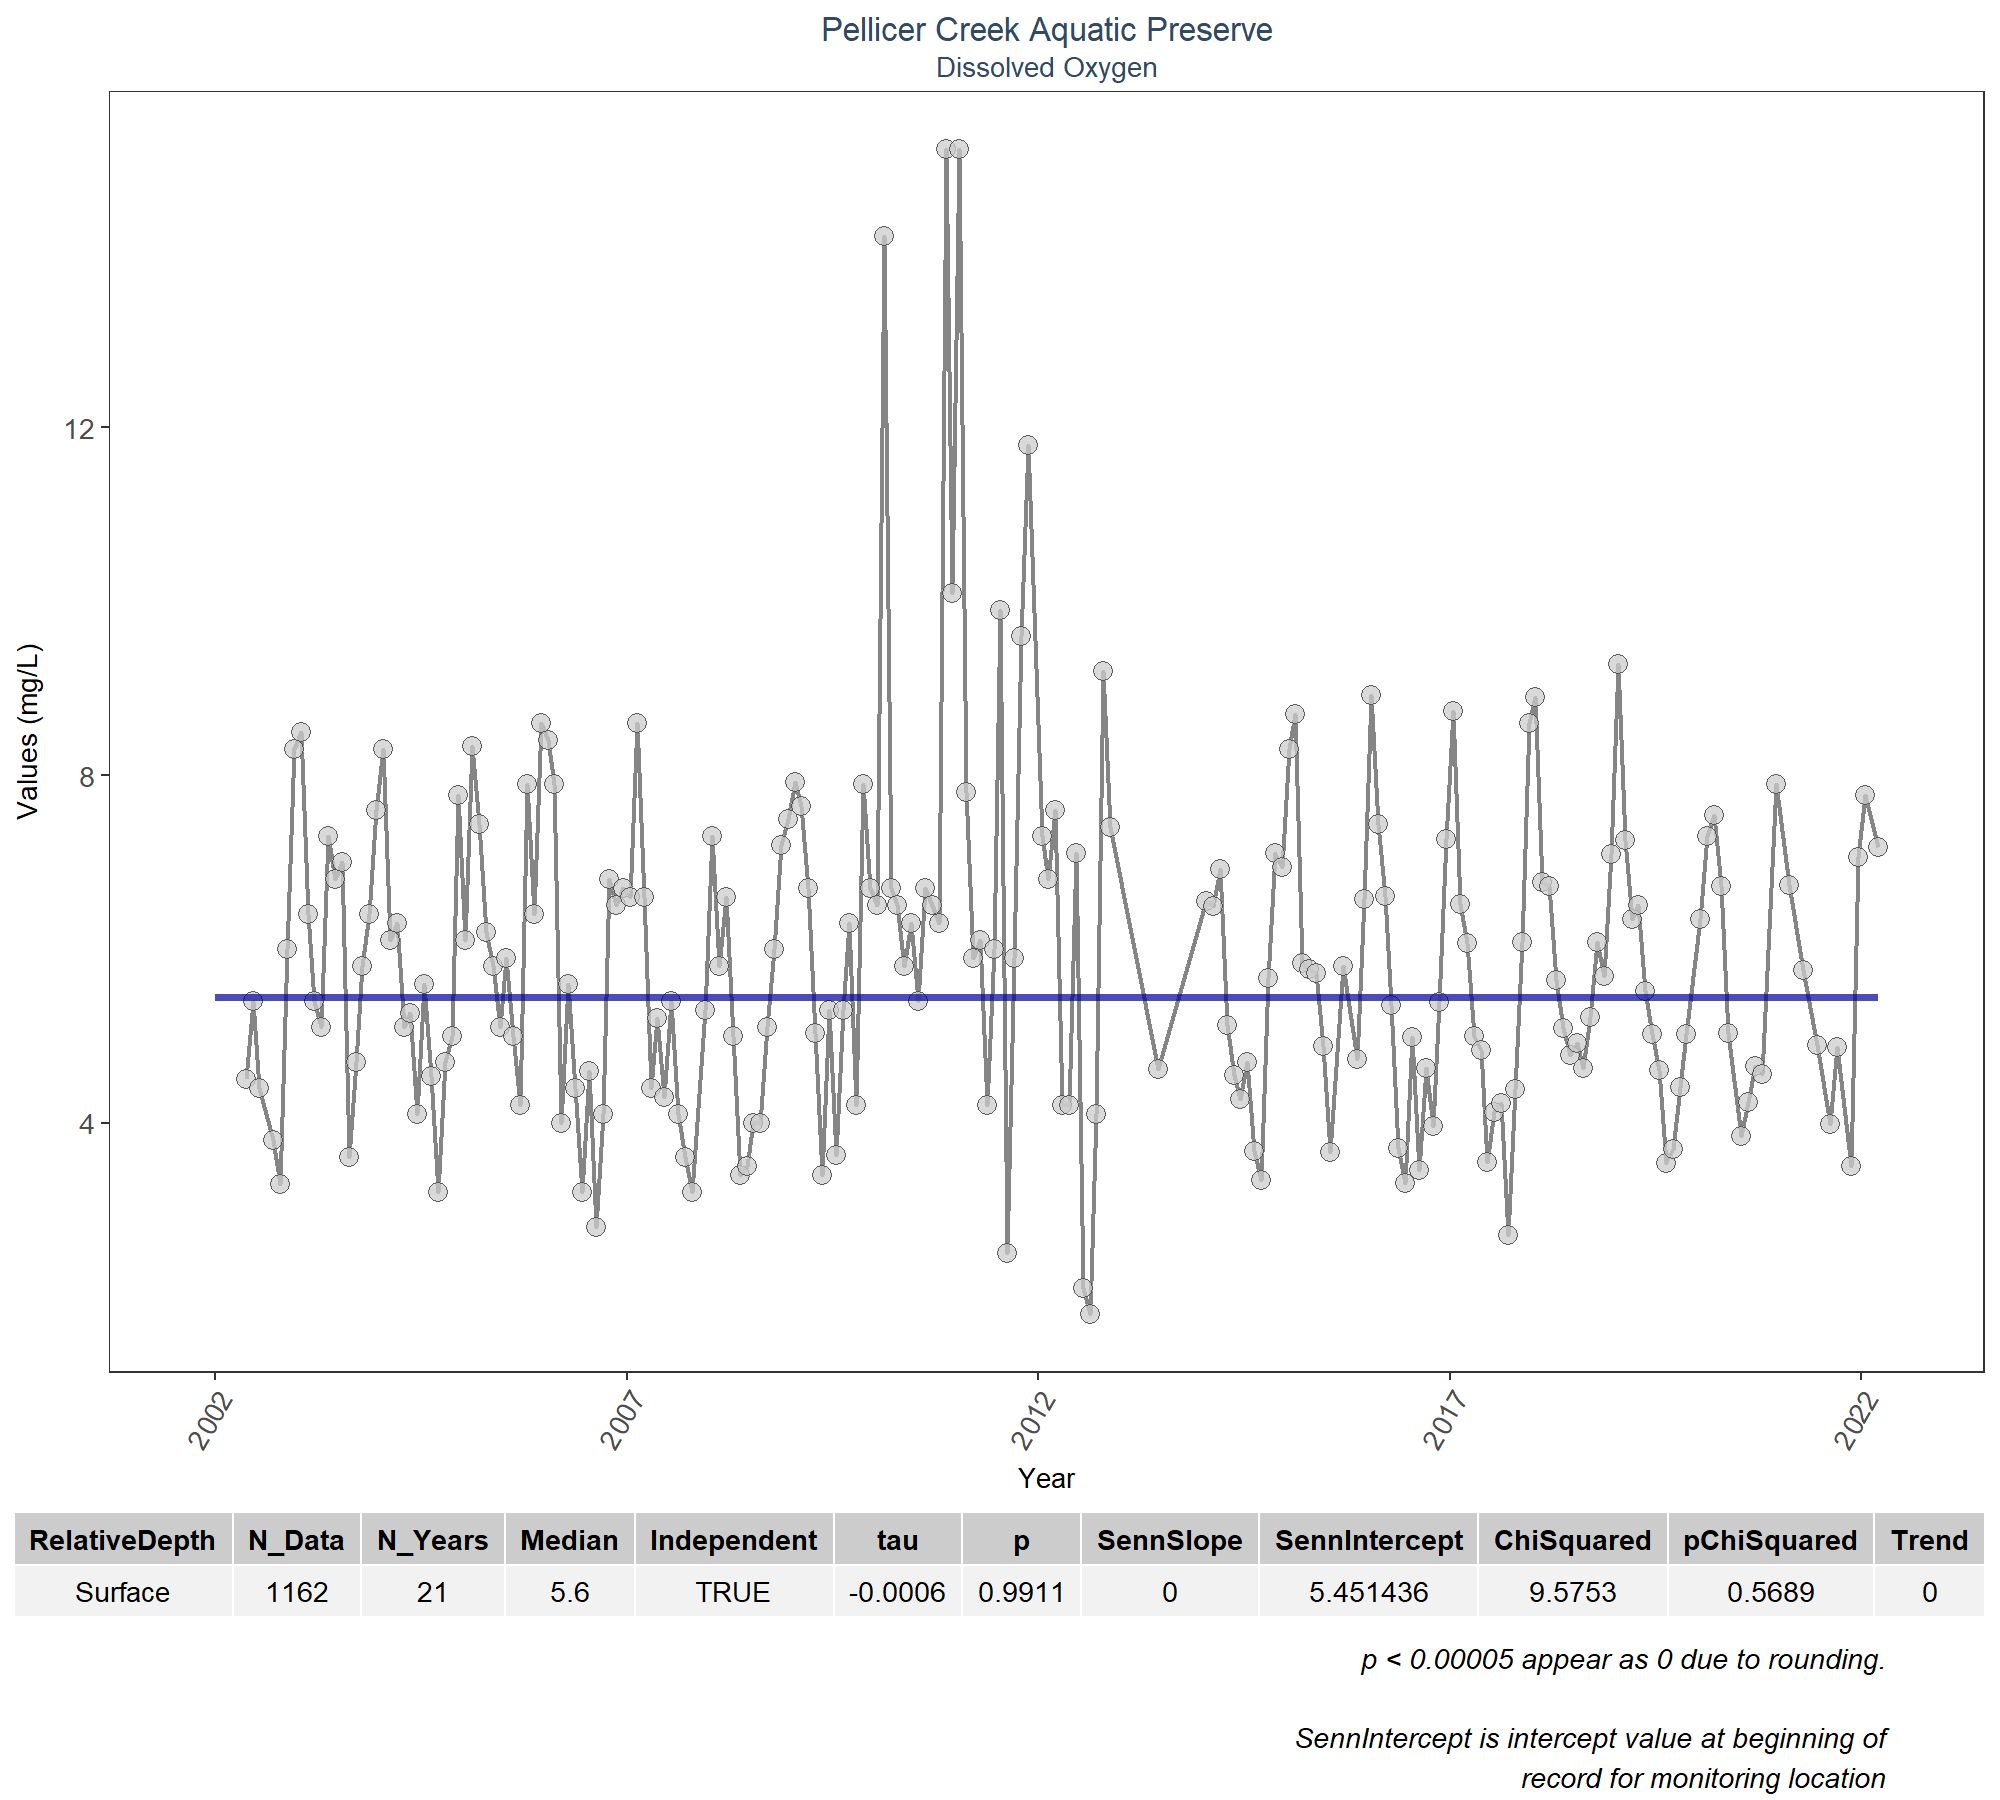 Pellicer Creek Aquatic Preserve
Dissolved Oxygen
12
8
4
Values (mg/L)
2002 2007 2012 2017 2022
Year
RelativeDepth N_Data N_Years Median Independent tau p SennSlope SennIntercept ChiSquared pChiSquared Trend
Surface 1162 21 5.6 TRUE -0.0006 0.9911 0 5.451436 9.5753 0.5689 0
p < 0.00005 appear as 0 due to rounding.
SennIntercept is intercept value at beginning of
record for monitoring location